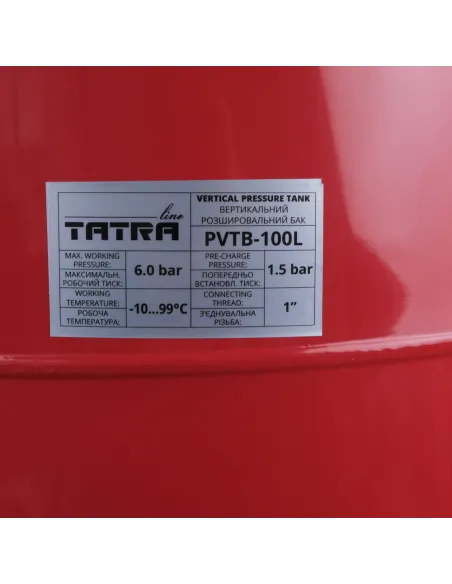 TATRA line
VERTICAL PRESSURE TANK
ВЕРТИКАЛЬНИЙ
РОЗШИРЮВАЛЬНИЙ БАК
PVTB-100L
MAX. WORKING
PRESSURE:
МАКСИМАЛЬН.
РОБОЧИЙ ТИСК:
6.0 bar
PRE-CHARGE
PRESSURE:
ПОПЕРЕДНЬО
ВСТАНОВЛ. ТИСК:
1.5 bar
WORKING
TEMPERATURE:
РОБОЧА
ТЕМПЕРАТУРА:
-10...99°C
CONNECTING
THREAD:
З'ЄДНУВАЛЬНА
РІЗЬБА:
1”